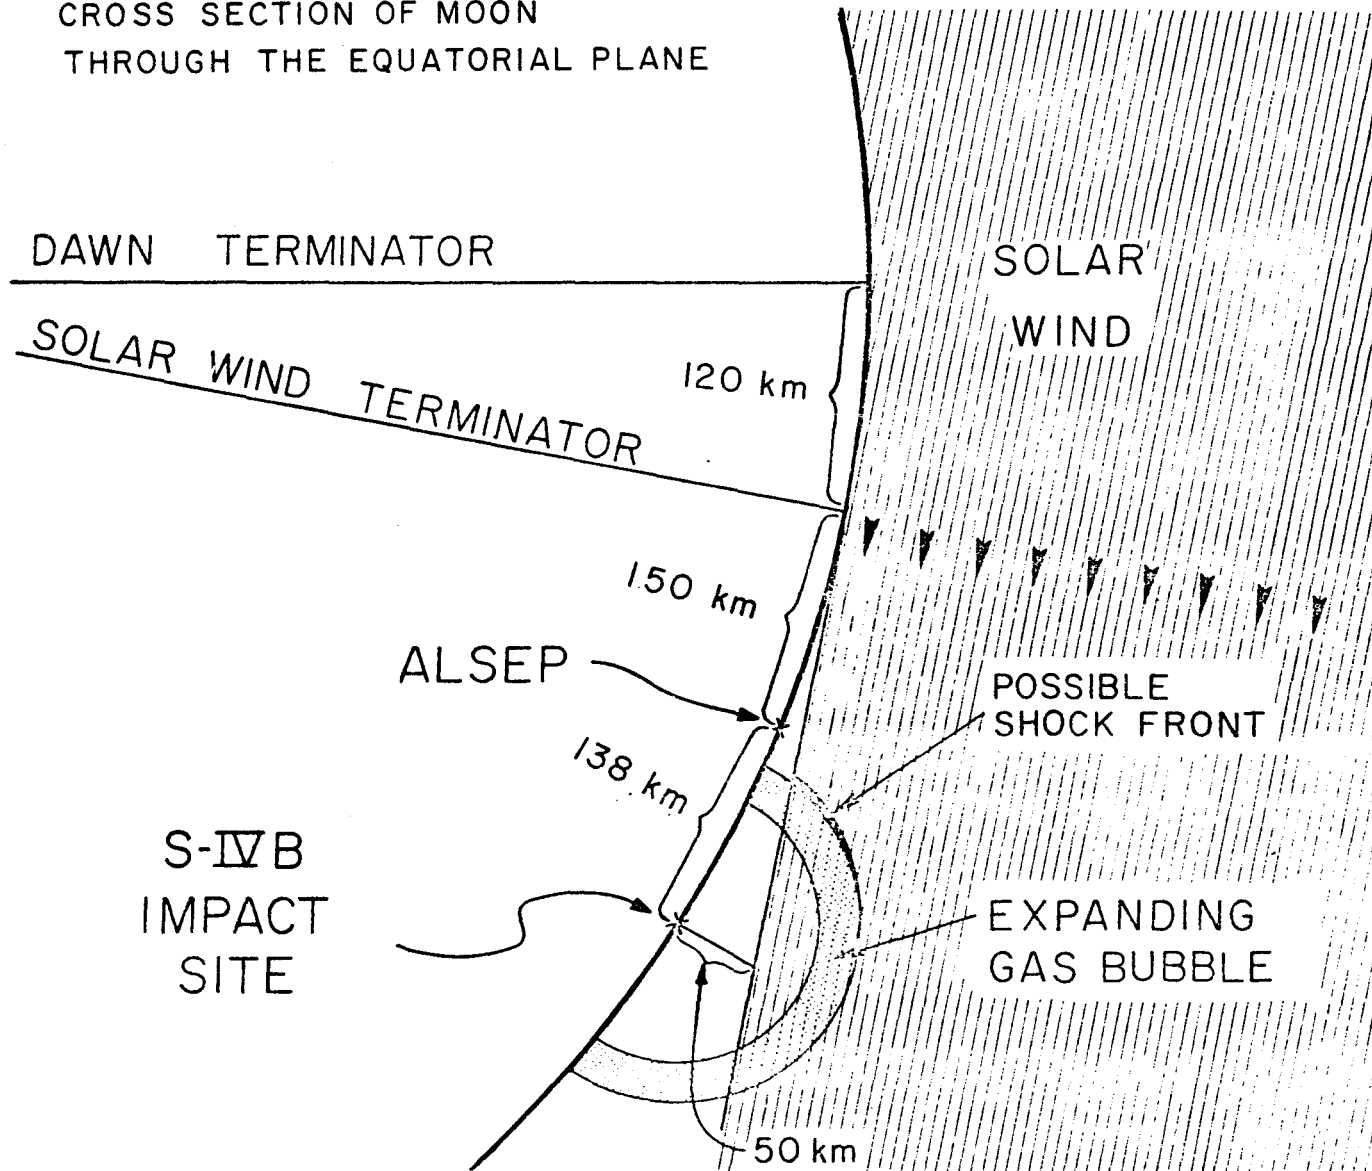 CROSS SECTION OF MOON
THROUGH THE EQUATORIAL PLANE
DAWN TERMINATOR
SOLAR WIND TERMINATOR
SOLAR
WIND
120 km
150 km
ALSEP
138 km
POSSIBLE
SHOCK FRONT
S-IVB
IMPACT
SITE
EXPANDING
GAS BUBBLE
50 km